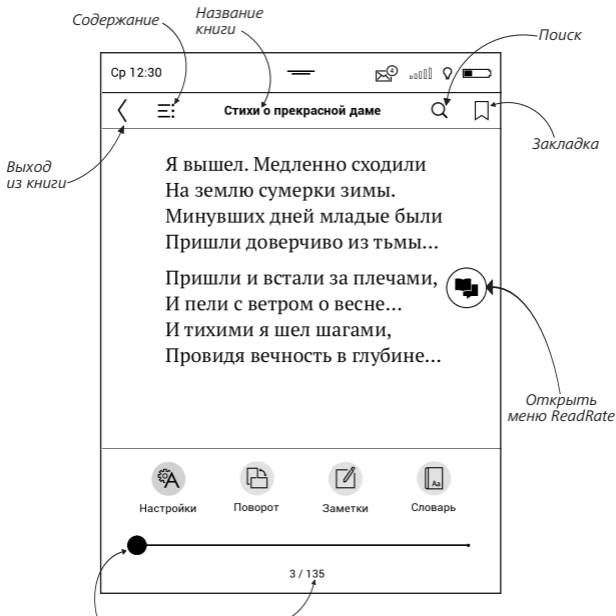 Содержание
Название
книги
Поиск
Ср 12:30
4
Стихи о прекрасной даме
Закладка
Выход
из книги
Я вышел. Медленно сходили
На землю сумерки зимы.
Минувших дней младые были
Пришли доверчиво из тьмы...
Пришли и встали за плечами,
И пели с ветром о весне...
И тихими я шел шагами,
Провидя вечность в глубине...
Открыть
меню ReadRate
A
Aa
Настройки
Поворот
Заметки
Словарь
3 / 135